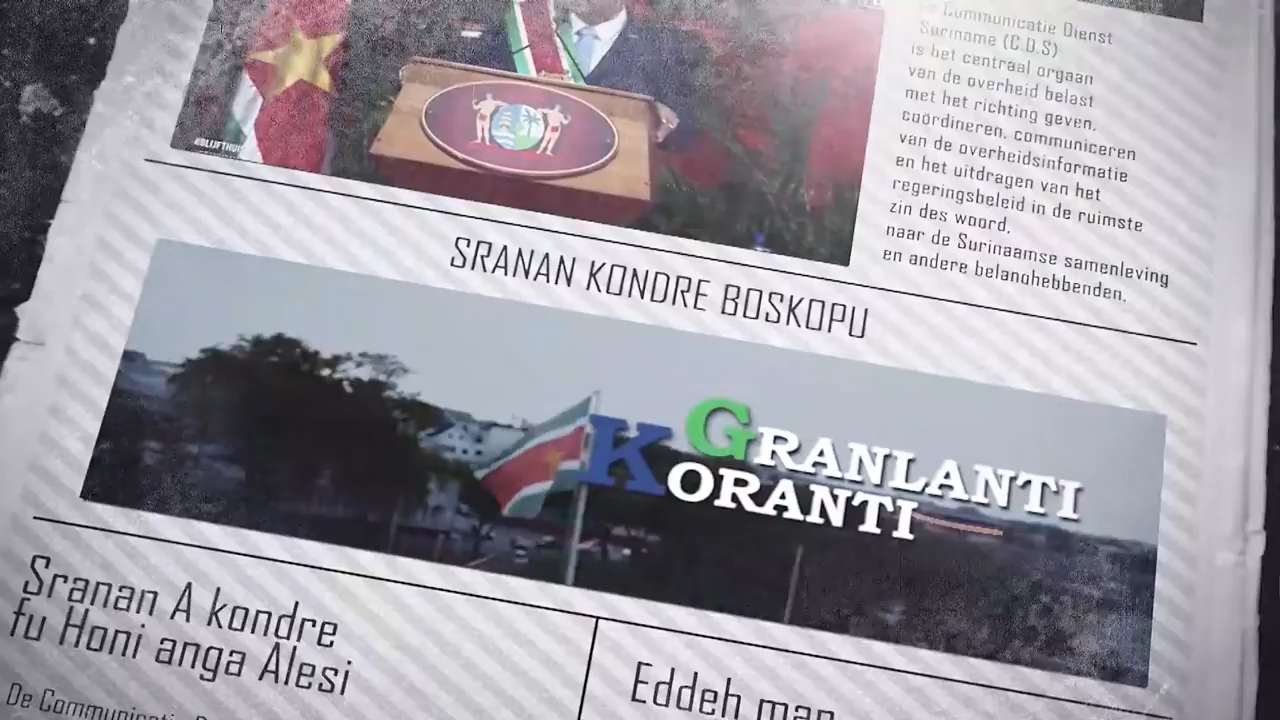 Communicatie Dienst
Suriname (C.D.S)
is het centraal orgaan
van de overheid belast
met het richting geven,
coördineren, communiceren
van de overheidsinformatie
en het uitdragen van het
regeringsbeleid in de ruimste
zin des woord,
naar de Surinaamse samenleving
en andere belanghebbenden.
SRANAN KONDRE BOSKOPU
GRANLANTI
KORANTI
Sranan A kondre
fu Honi anga Alesi
De
Eddeh man